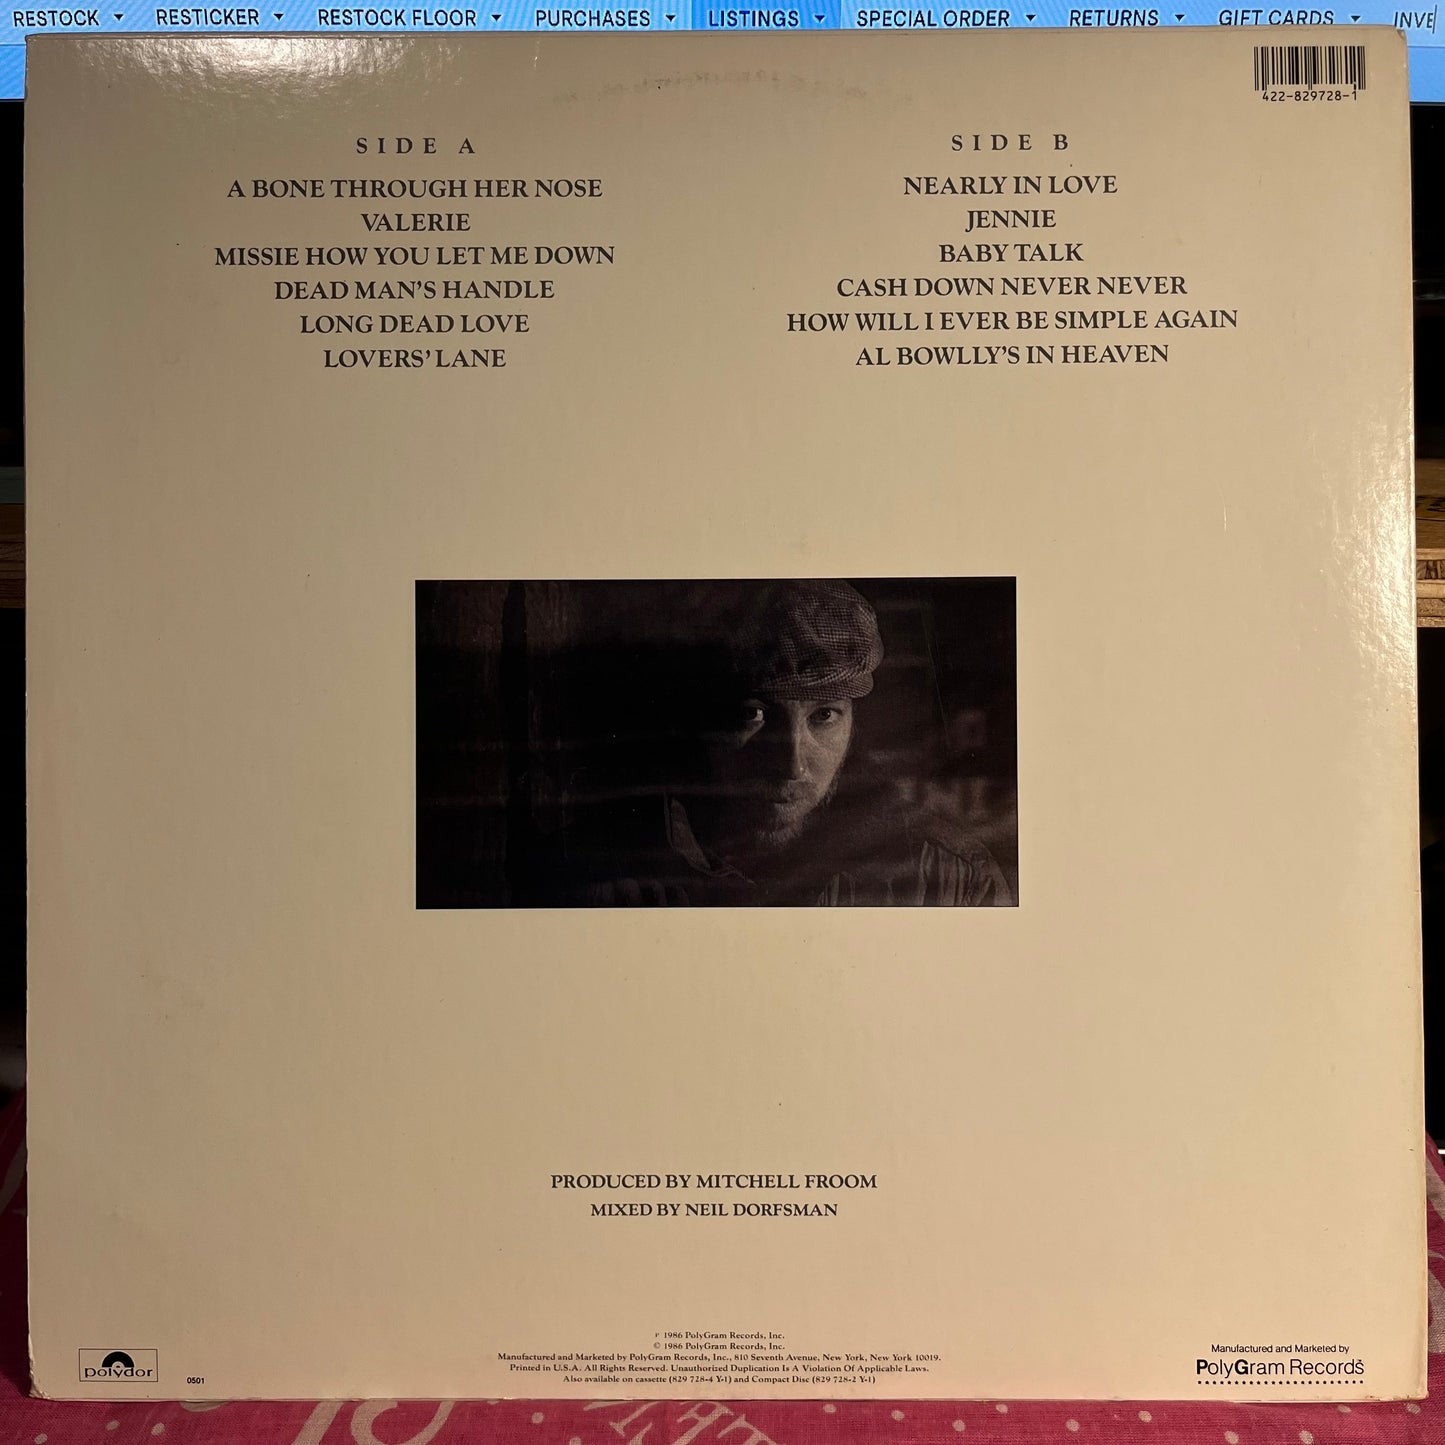 RESTOCK RESTICKER RESTOCK FLOOR PURCHASES LISTINGS SPECIAL ORDER RETURNS GIFT CARDS INVE
422-829728-1
SIDE A
A BONE THROUGH HER NOSE
VALERIE
MISSIE HOW YOU LET ME DOWN
DEAD MAN'S HANDLE
LONG DEAD LOVE
LOVERS' LANE
SIDE B
NEARLY IN LOVE
JENNIE
BABY TALK
CASH DOWN NEVER NEVER
HOW WILL I EVER BE SIMPLE AGAIN
AL BOWLLY'S IN HEAVEN
PRODUCED BY MITCHELL FROOM
MIXED BY NEIL DORFSMAN
℗ 1986 PolyGram Records, Inc.
© 1986 PolyGram Records, Inc.
Manufactured and Marketed by PolyGram Records, Inc., 810 Seventh Avenue, New York, New York 10019.
Printed in U.S.A. All Rights Reserved. Unauthorized Duplication Is A Violation Of Applicable Laws.
Also available on cassette (829 728-4 Y-1) and Compact Disc (829 728-2 Y-1)
polydor
0501
Manufactured and Marketed by
PolyGram Records